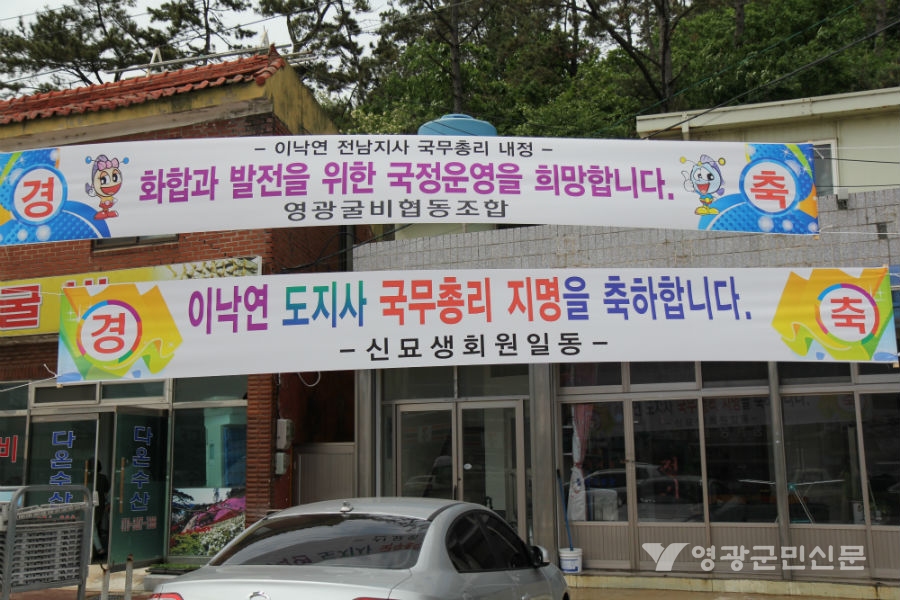 - 이낙연 전남지사 국무총리 내정 -
경 화합과 발전을 위한 국정운영을 희망합니다. 축
영광굴비협동조합
경 이낙연 도지사 국무총리 지명을 축하합니다. 축
- 신묘생회원일동 -
굴비
비
다온수산
다온수산
영광군민신문